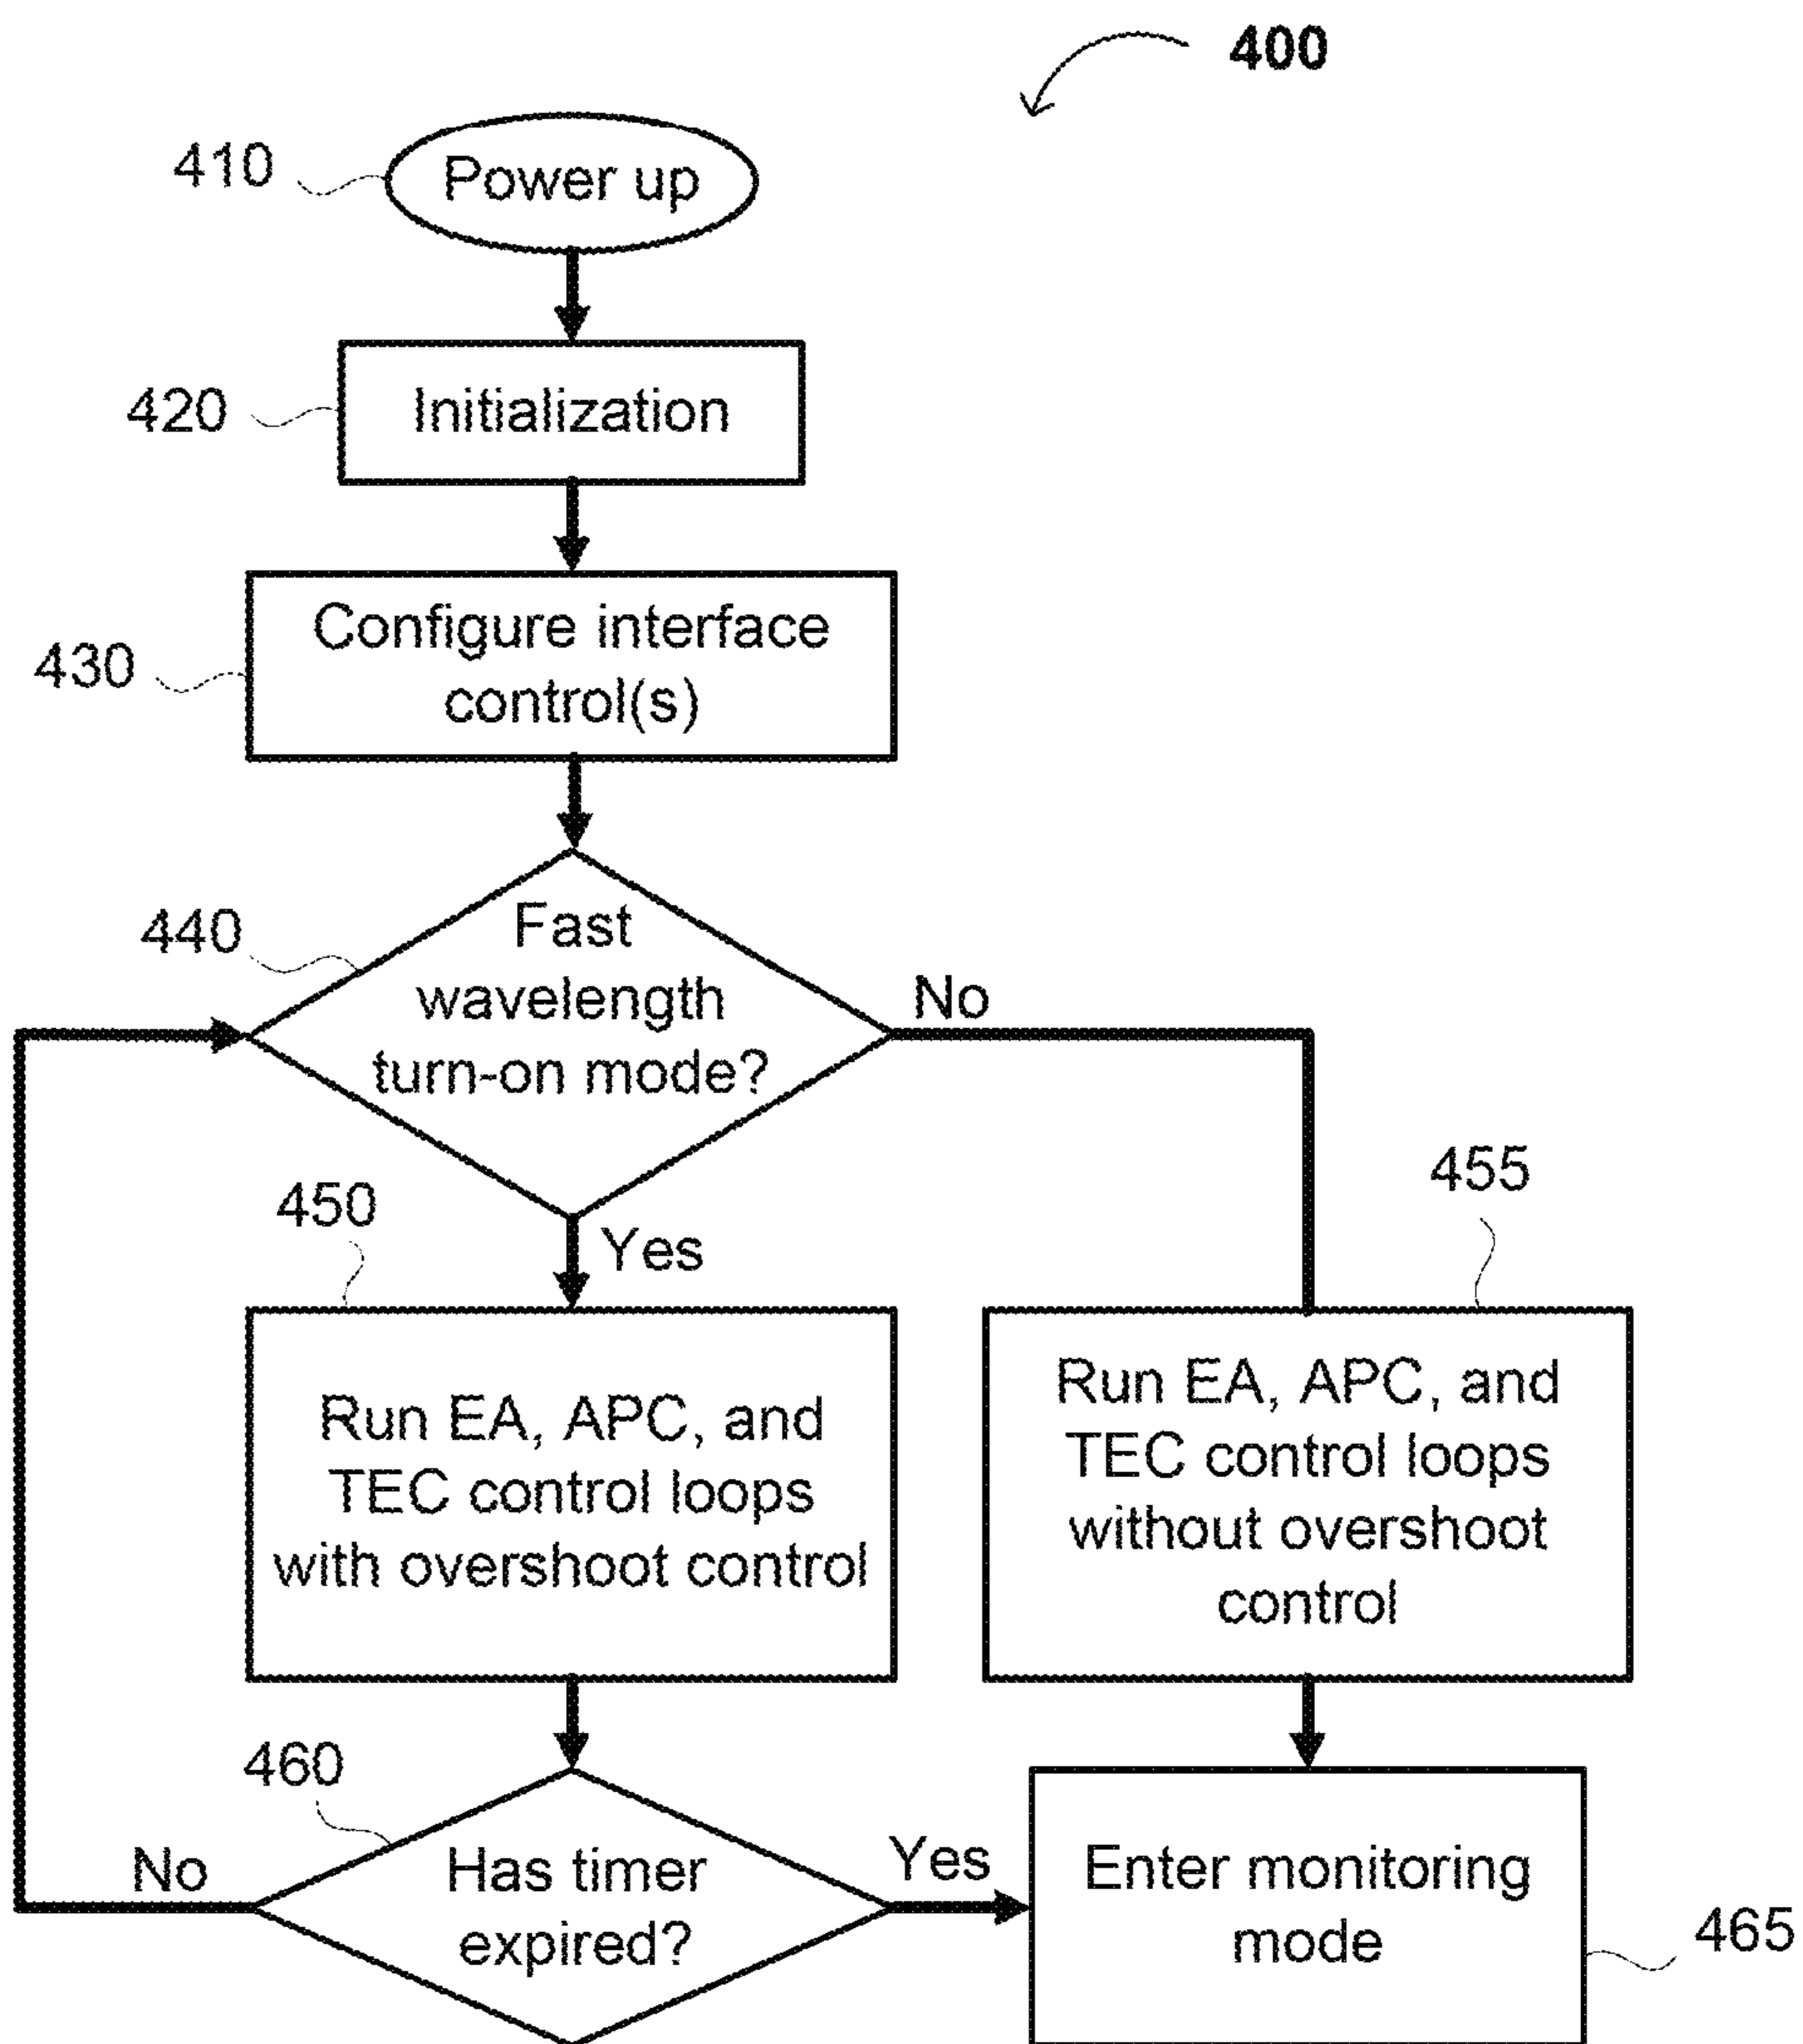 400
410
Power up
420
Initialization
430
Configure interface
control(s)
440
Fast
wavelength
turn-on mode?
No
Yes
450
Run EA, APC, and
TEC control loops
with overshoot control
455
Run EA, APC, and
TEC control loops
without overshoot
control
460
Has timer
expired?
No
Yes
Enter monitoring
mode
465